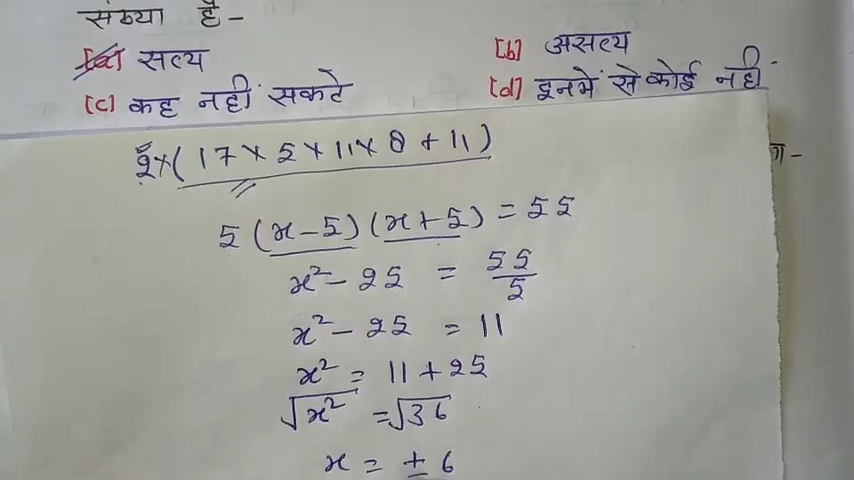 संख्या है -
[a] सत्य
[b] असत्य
[c] कह नहीं सकते
[d] इनमें से कोई नहीं
2×(17×5×11×8+11)
5(x-5)(x+5) = 55
x² - 25 = 55/5
x² - 25 = 11
x² = 11+25
√x² = √36
x = ± 6